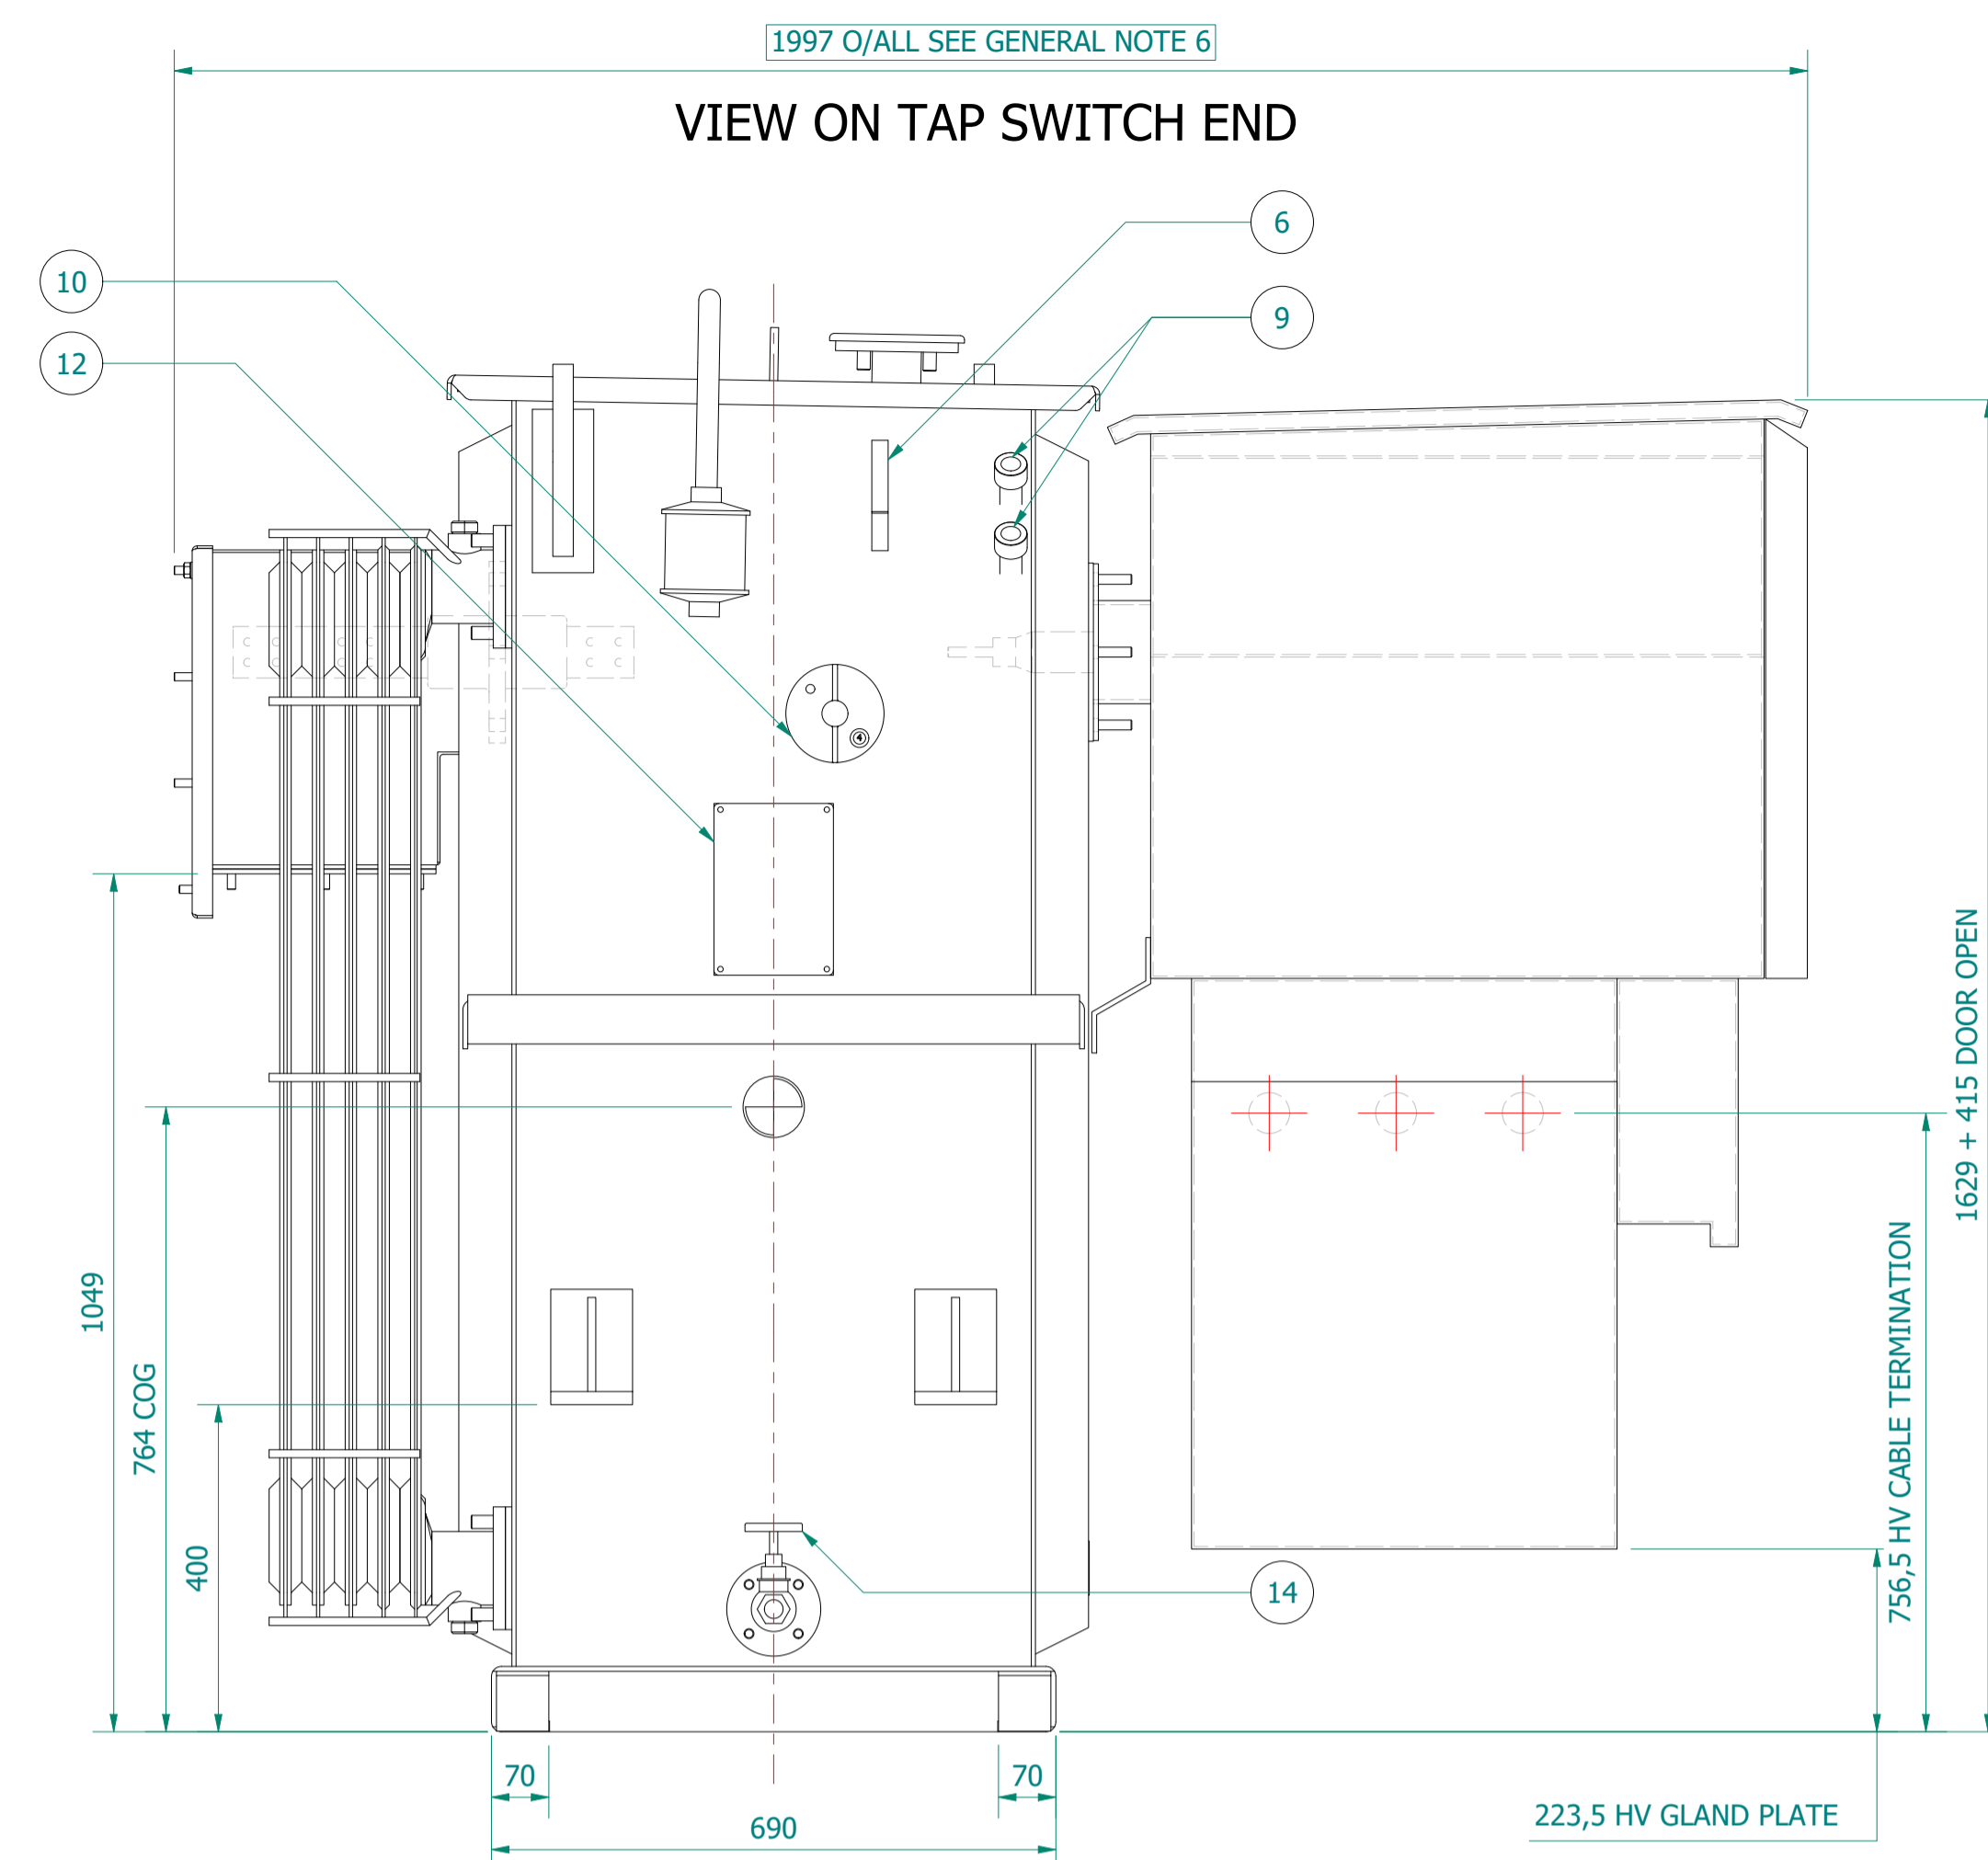 1997 O/ALL SEE GENERAL NOTE 6
VIEW ON TAP SWITCH END
6
10
9
12
4
1629 + 415 DOOR OPEN
1049
764 COG
756,5 HV CABLE TERMINATION
400
14
70
70
223,5 HV GLAND PLATE
690